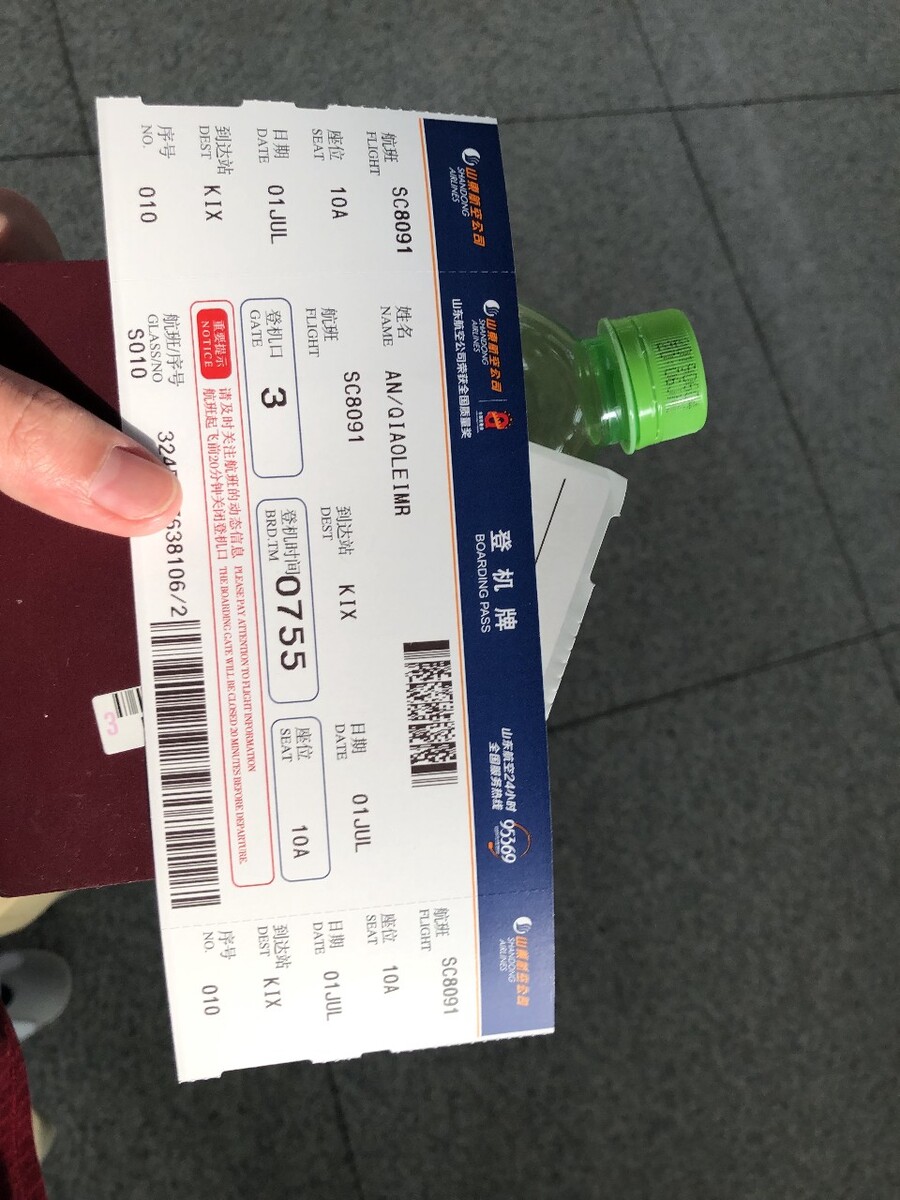 山東航空公司
SHANDONG
AIRLINES
航班 SC8091
FLIGHT
座位 10A
SEAT
日期 01JUL
DATE
到达站 KIX
DEST
序号 010
NO.
山東航空公司
SHANDONG
AIRLINES
山东航空公司荣获全国质量奖
登机牌
BOARDING PASS
山东航空24小时
全国服务热线
95369
姓名 AN/QIAOLEIMR
NAME
航班 SC8091
FLIGHT
到达站 KIX
DEST
日期 01JUL
DATE
登机口 3
GATE
登机时间 0755
BRD.TM
座位 10A
SEAT
重要提示
NOTICE
请及时关注航班的动态信息 PLEASE PAY ATTENTION TO FLIGHT INFORMATION
航班起飞前20分钟关闭登机口 THE BOARDING GATE WILL BE CLOSED 20 MINUTES BEFORE DEPARTURE.
航班/序号
GLASS/NO
S010
山東航空公司
SHANDONG
AIRLINES
航班 SC8091
FLIGHT
座位 10A
SEAT
日期 01JUL
DATE
到达站 KIX
DEST
序号 010
NO.
3